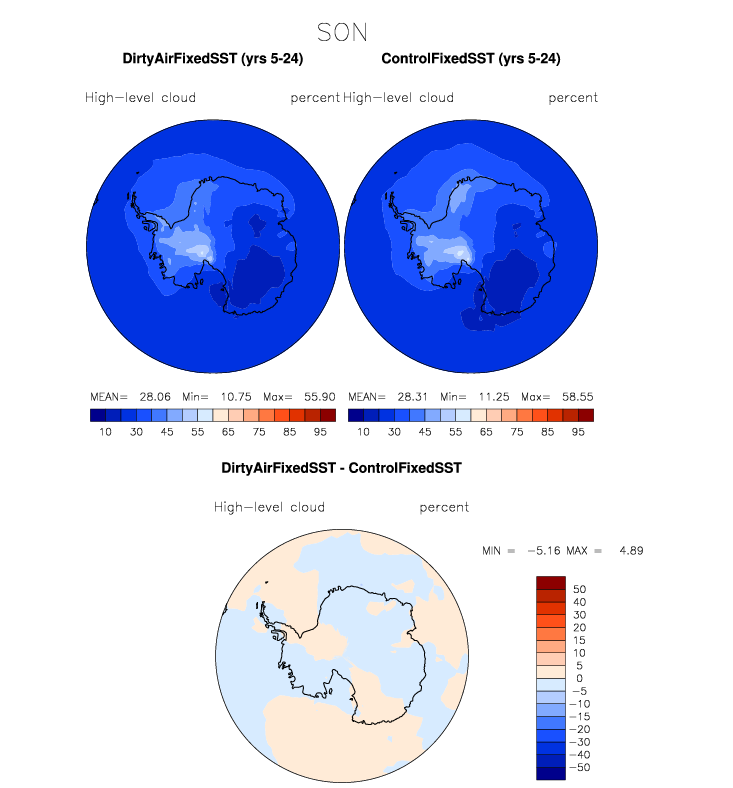 SON
DirtyAirFixedSST (yrs 5-24) ControlFixedSST (yrs 5-24)
High-level cloud percent High-level cloud percent
MEAN= 28.06 Min= 10.75 Max= 55.90 MEAN= 28.31 Min= 11.25 Max= 58.55
10 30 45 55 65 75 85 95 10 30 45 55 65 75 85 95
DirtyAirFixedSST - ControlFixedSST
High-level cloud percent
MIN = -5.16 MAX = 4.89
50
40
30
20
15
10
5
0
-5
-10
-15
-20
-30
-40
-50